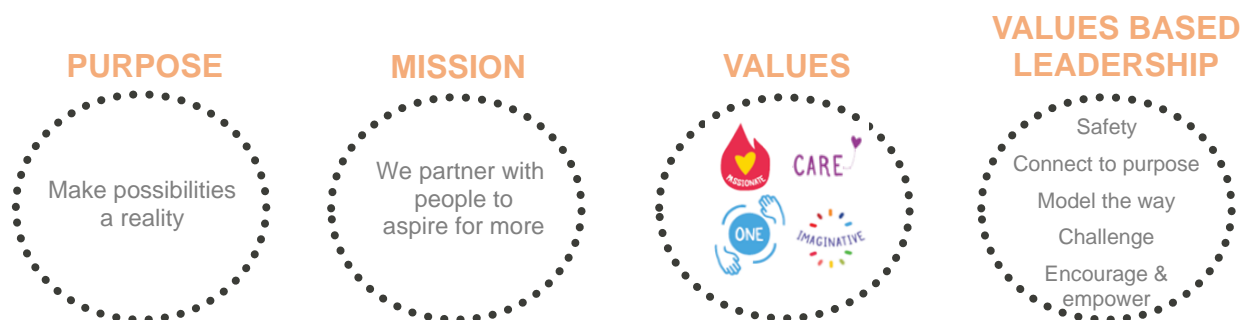 PURPOSE
Make possibilities
a reality
MISSION
We partner with
people to
aspire for more
VALUES
PASSIONATE
CARE
ONE
IMAGINATIVE
VALUES BASED
LEADERSHIP
Safety
Connect to purpose
Model the way
Challenge
Encourage &
empower